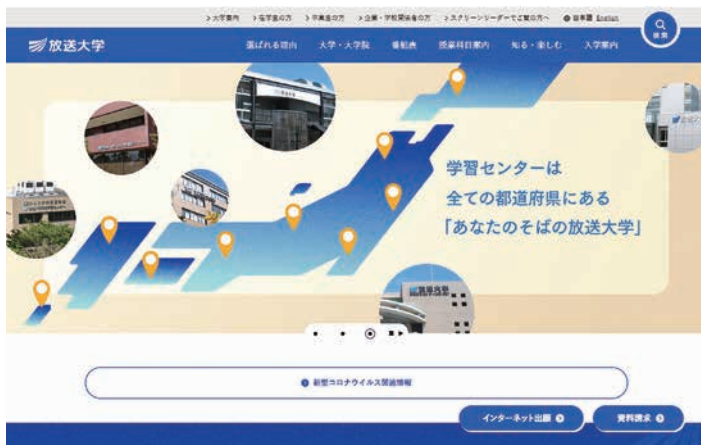 大学案内 在学生の方 卒業生の方 企業・学校関係者の方 スクリーンリーダーでご覧の方へ 日本語 English
検索
放送大学 選ばれる理由 大学・大学院 番組表 授業科目案内 知る・楽しむ 入学案内
学習センターは
全ての都道府県にある
「あなたのそばの放送大学」
新型コロナウイルス関連情報
インターネット出願 資料請求